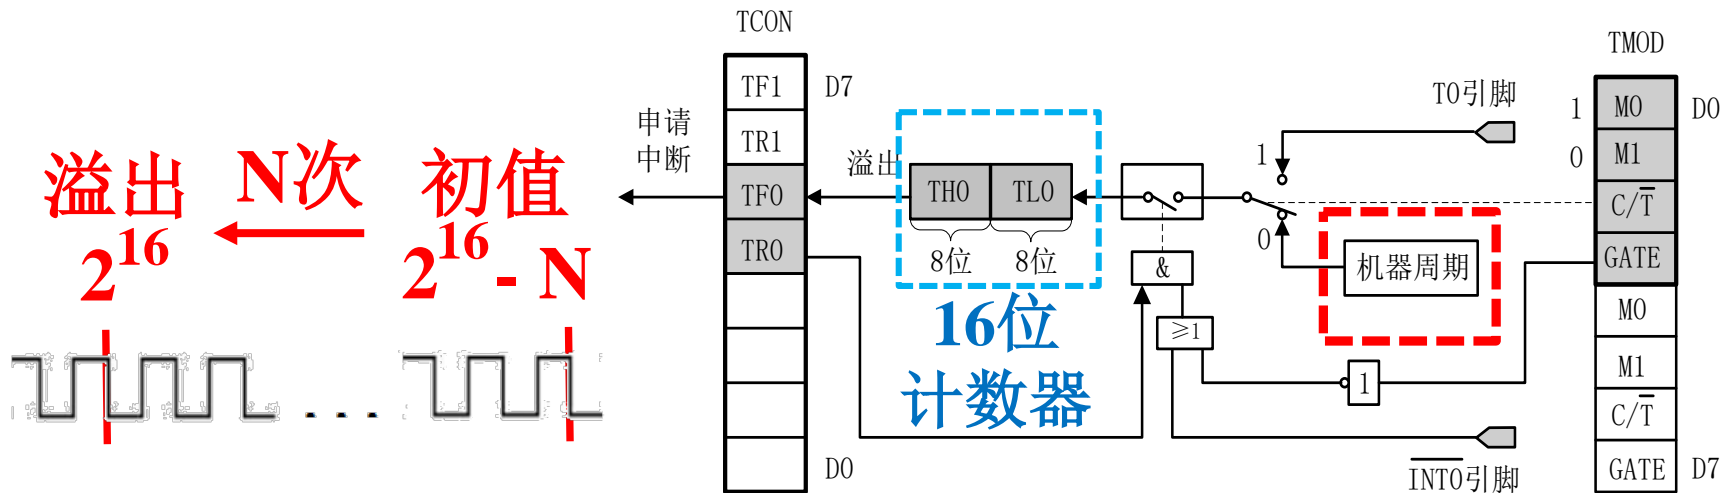 溢出
2¹⁶
N次
初值
2¹⁶ - N
申请
中断
TCON
TF1
TR1
TF0
TR0
D7
D0
溢出
TH0
TL0
8位
8位
16位
计数器
&
≥1
1
1
0
T0引脚
机器周期
INT0引脚
TMOD
1
0
M0
M1
C/T
GATE
M0
M1
C/T
GATE
D0
D7